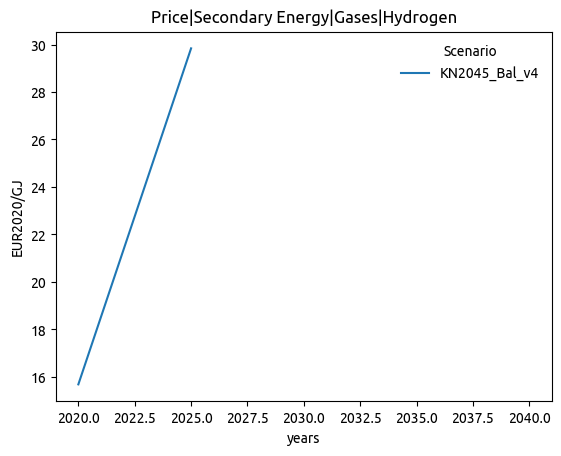 Price|Secondary Energy|Gases|Hydrogen
30
28
26
24
22
20
18
16
EUR2020/GJ
Scenario
KN2045_Bal_v4
2020.0 2022.5 2025.0 2027.5 2030.0 2032.5 2035.0 2037.5 2040.0
years